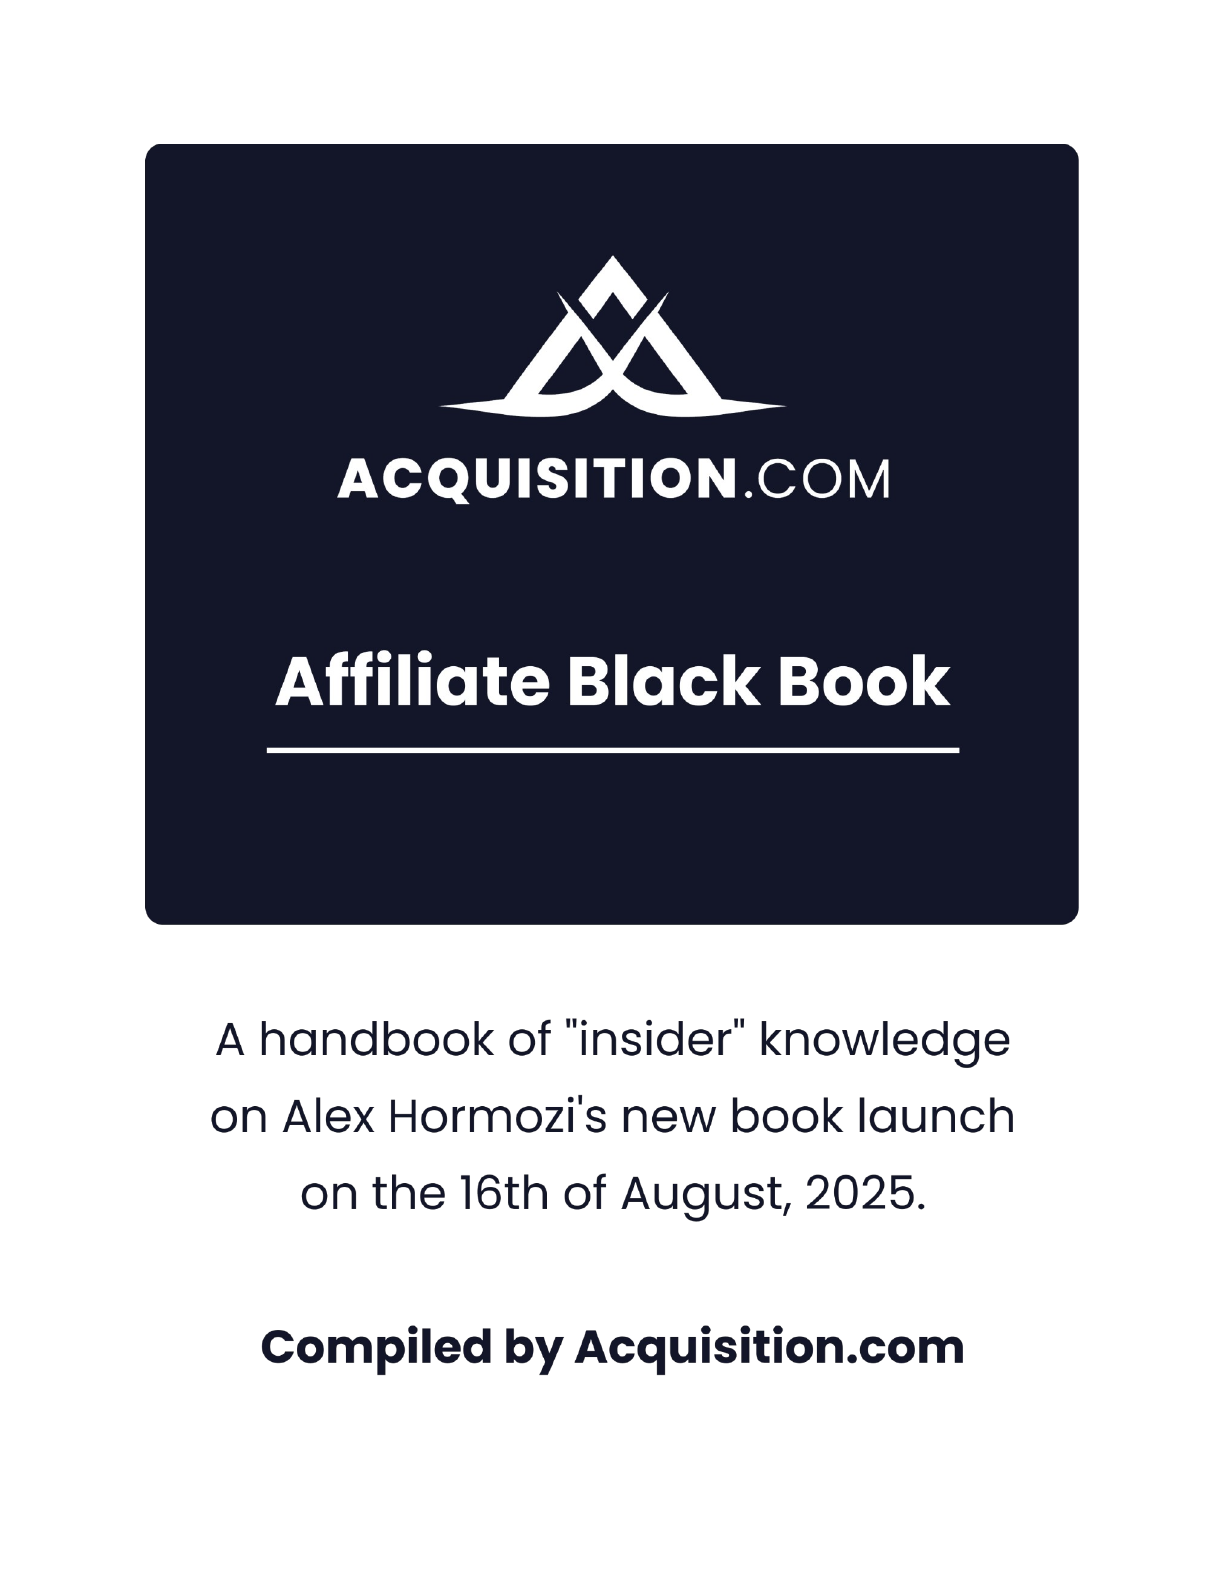 ACQUISITION.COM
Affiliate Black Book
A handbook of "insider" knowledge
on Alex Hormozi's new book launch
on the 16th of August, 2025.
Compiled by Acquisition.com